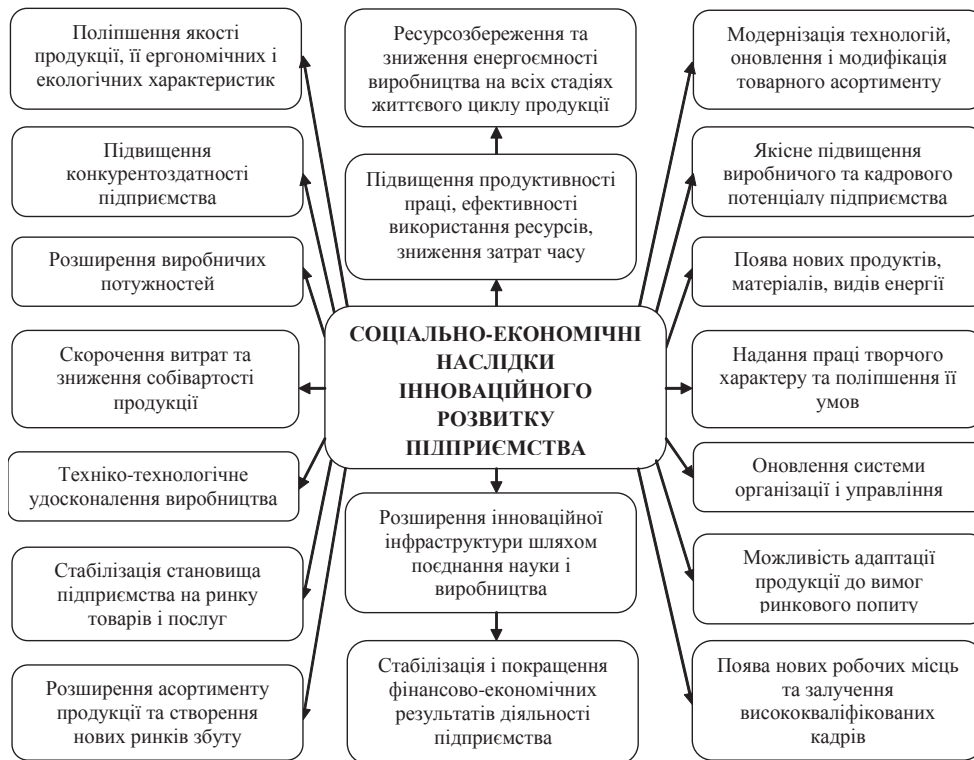 Поліпшення якості
продукції, її ергономічних і
екологічних характеристик
Підвищення
конкурентоздатності
підприємства
Розширення виробничих
потужностей
Скорочення витрат та
зниження собівартості
продукції
Техніко-технологічне
удосконалення виробництва
Стабілізація становища
підприємства на ринку
товарів і послуг
Розширення асортименту
продукції та створення
нових ринків збуту
Ресурсозбереження та
зниження енергоємності
виробництва на всіх стадіях
життєвого циклу продукції
Підвищення продуктивності
праці, ефективності
використання ресурсів,
зниження затрат часу
СОЦІАЛЬНО-ЕКОНОМІЧНІ
НАСЛІДКИ
ІННОВАЦІЙНОГО
РОЗВИТКУ
ПІДПРИЄМСТВА
Розширення інноваційної
інфраструктури шляхом
поєднання науки і
виробництва
Стабілізація і покращення
фінансово-економічних
результатів діяльності
підприємства
Модернізація технологій,
оновлення і модифікація
товарного асортименту
Якісне підвищення
виробничого та кадрового
потенціалу підприємства
Поява нових продуктів,
матеріалів, видів енергії
Надання праці творчого
характеру та поліпшення її
умов
Оновлення системи
організації і управління
Можливість адаптації
продукції до вимог
ринкового попиту
Поява нових робочих місць
та залучення
висококваліфікованих
кадрів